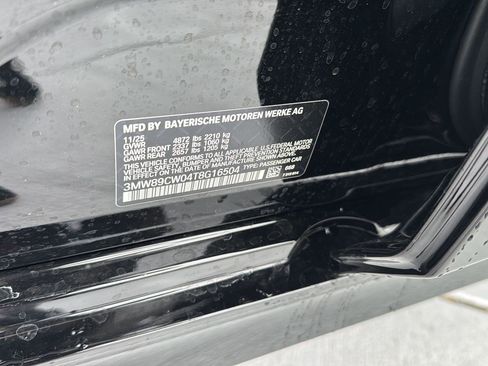 MFD BY BAYERISCHE MOTOREN WERKE AG
11/25
GVWR 4872 lbs 2210 kg
GAWR FRONT 2337 lbs 1060 kg
GAWR REAR 2657 lbs 1205 kg
THIS VEHICLE CONFORMS TO ALL APPLICABLE U.S.FEDERAL MOTOR
VEHICLE SAFETY, BUMPER AND THEFT PREVENTION STANDARDS
IN EFFECT ON THE DATE OF MANUFACTURE SHOWN ABOVE.
3MW89CW04T8G16504 TYPE: PASSENGER CAR
668